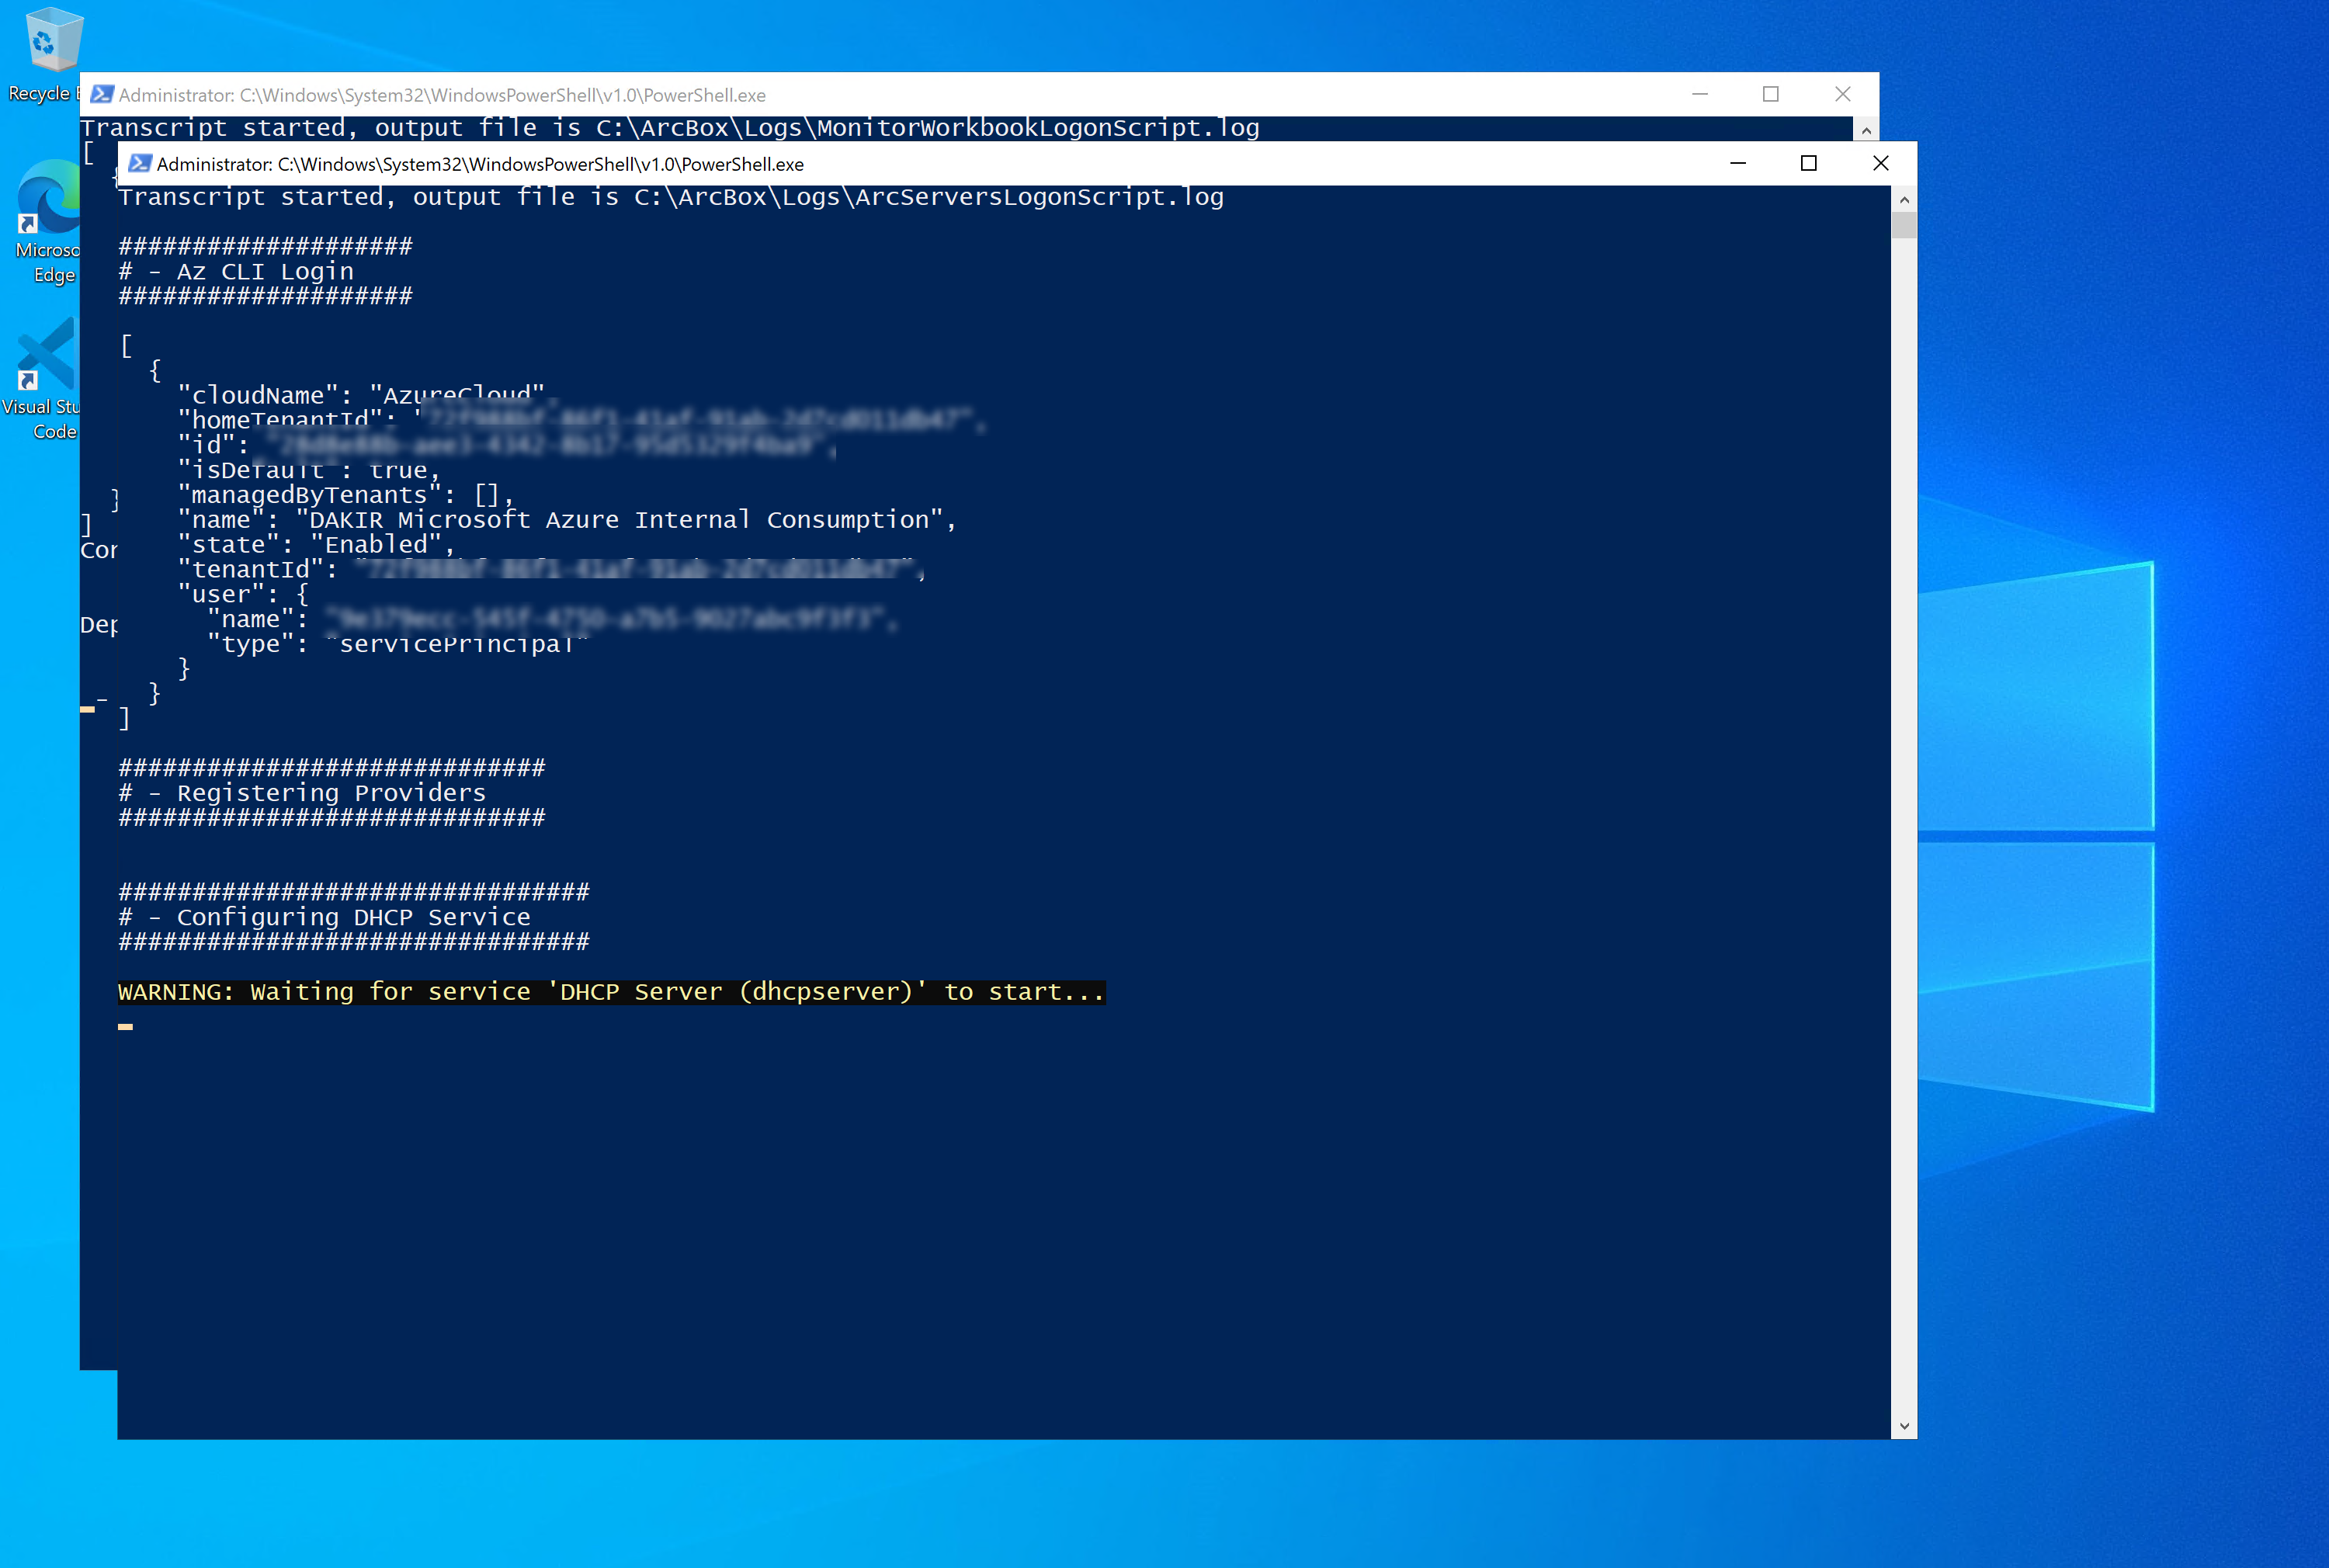 Recycle
Microso
Edge
Visual Stu
Code
Administrator: C:\Windows\System32\WindowsPowerShell\v1.0\PowerShell.exe
Transcript started, output file is C:\ArcBox\Logs\MonitorWorkbookLogonScript.log
[
{
}
]
Cor
Dep
-
Administrator: C:\Windows\System32\WindowsPowerShell\v1.0\PowerShell.exe
Transcript started, output file is C:\ArcBox\Logs\ArcServersLogonScript.log
####################
# - Az CLI Login
####################
[
{
"cloudName": "AzureCloud",
"homeTenantId": "
"id":
"isDefault": true,
"managedByTenants": [],
"name": "DAKIR Microsoft Azure Internal Consumption",
"state": "Enabled",
"tenantId":
"user": {
"name":
"type": "servicePrincipal"
}
}
]
#############################
# - Registering Providers
#############################
################################
# - Configuring DHCP Service
################################
WARNING: Waiting for service 'DHCP Server (dhcpserver)' to start...